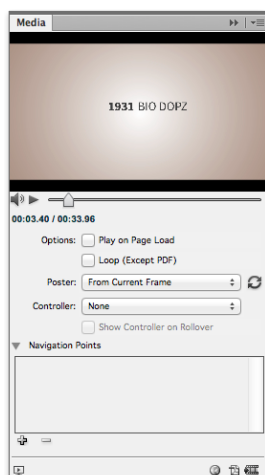 Media
1931 BIO DOPZ
00:03.40 / 00:33.96
Options: Play on Page Load
Loop (Except PDF)
Poster: From Current Frame
Controller: None
Show Controller on Rollover
Navigation Points